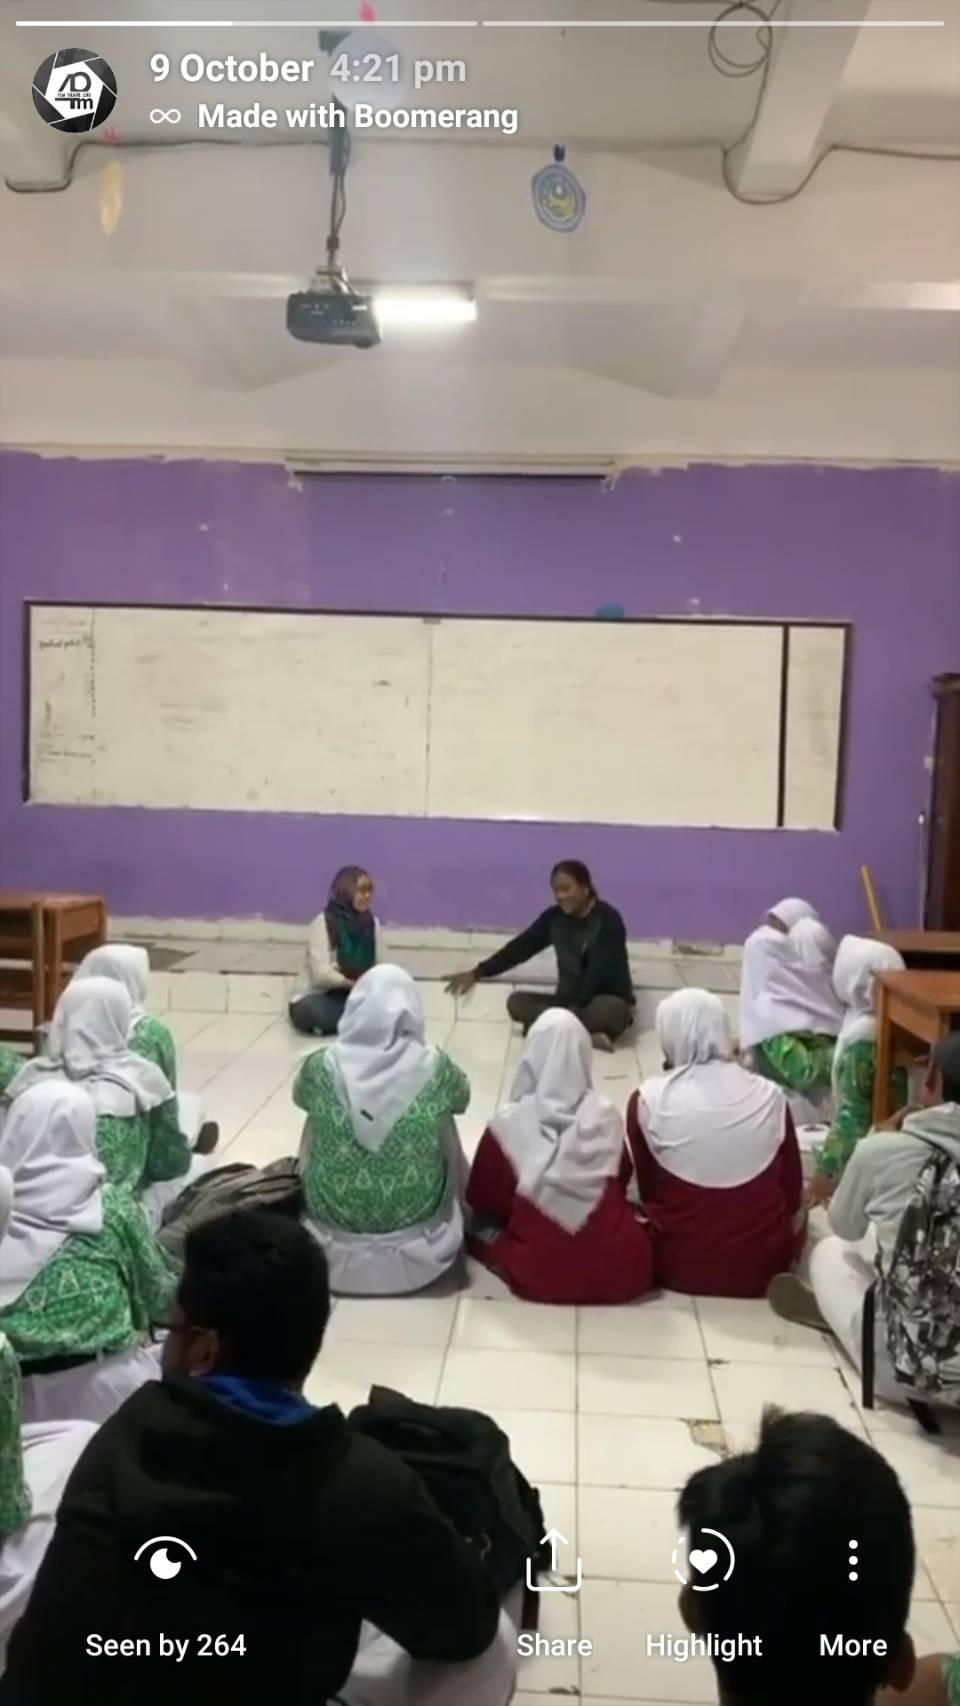 9 October 4:21 pm
Made with Boomerang
Seen by 264
Share
Highlight
More